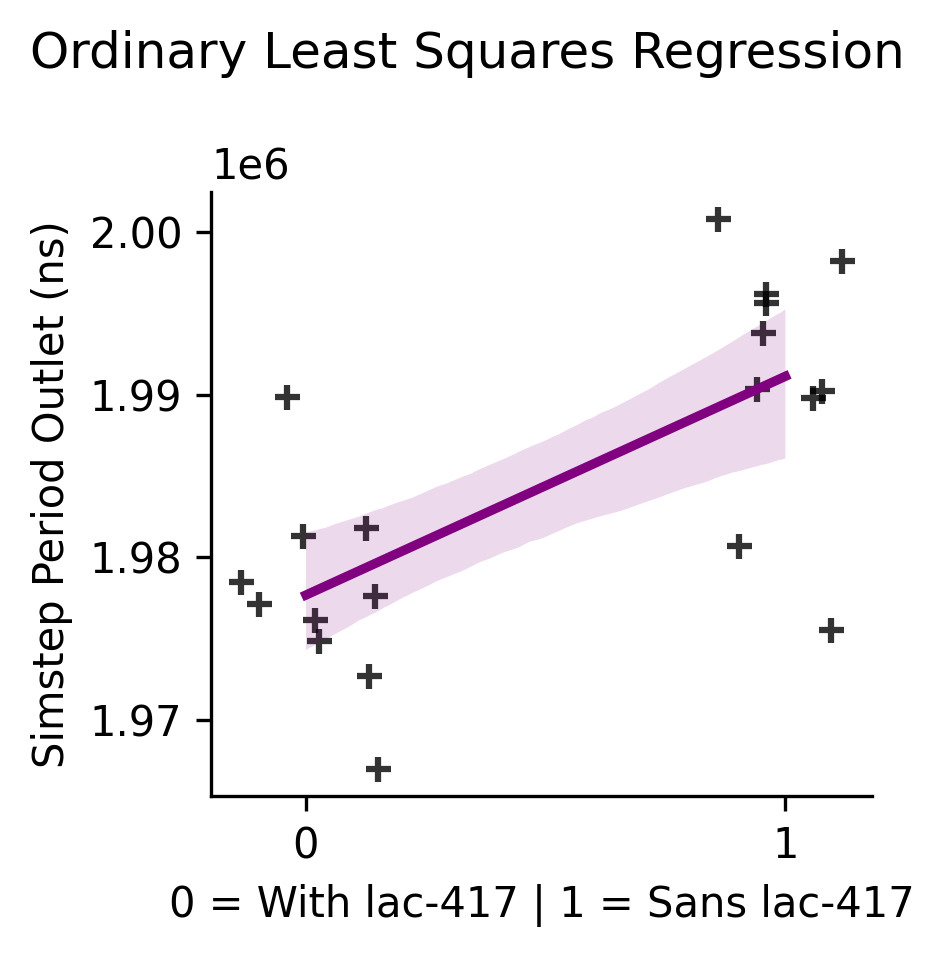 Ordinary Least Squares Regression
1e6
2.00
1.99
1.98
1.97
Simstep Period Outlet (ns)
0 1
0 = With lac-417 | 1 = Sans lac-417